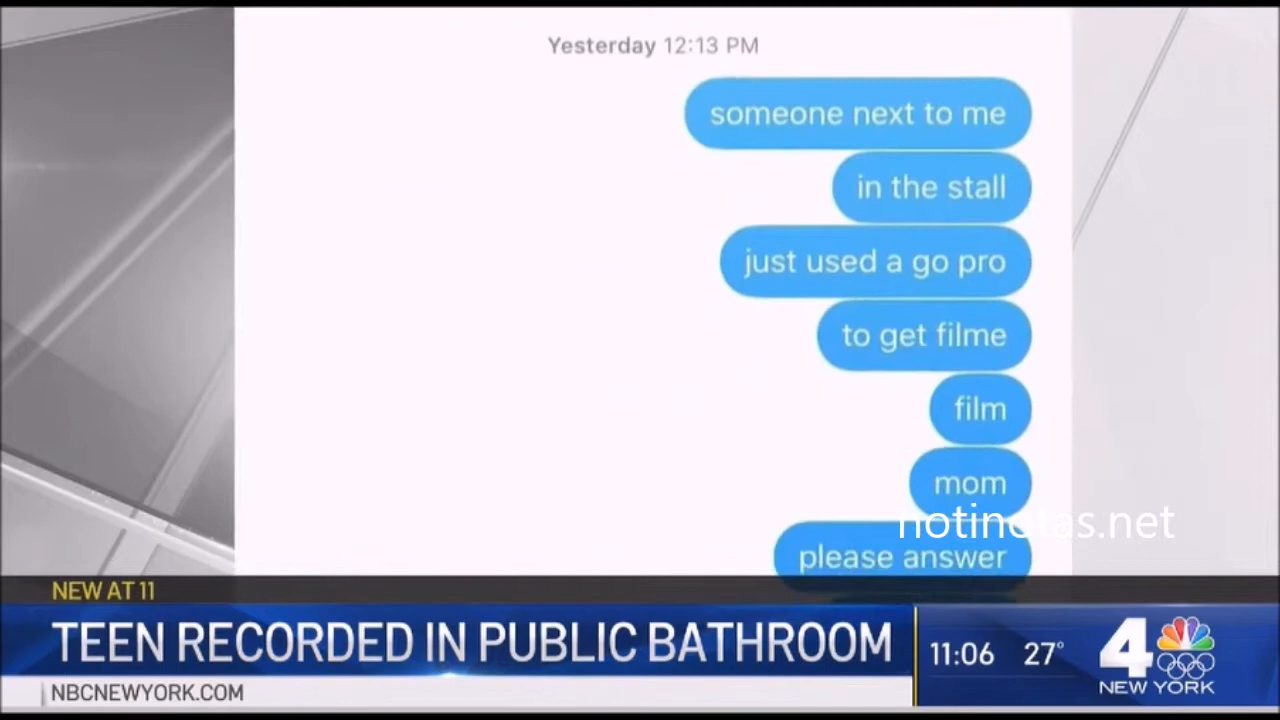 Yesterday 12:13 PM
someone next to me
in the stall
just used a go pro
to get filme
film
mom
notinotas.net
please answer
NEW AT 11
TEEN RECORDED IN PUBLIC BATHROOM
11:06 27°
4
NEW YORK
NBCNEWYORK.COM